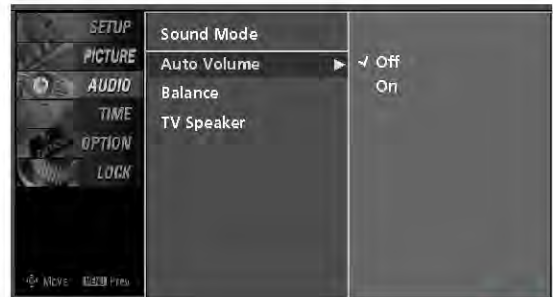 SETUP
PICTURE
AUDIO
TIME
OPTION
LOCK
Move MENU Prev
Sound Mode
Auto Volume
Balance
TV Speaker
Off
On